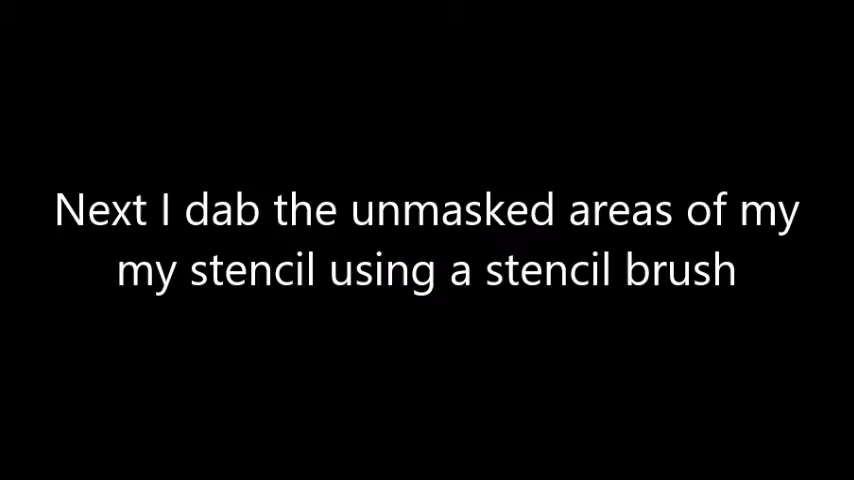 Next I dab the unmasked areas of my
my stencil using a stencil brush